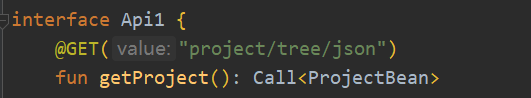 interface Api1 {
@GET( value: "project/tree/json")
fun getProject(): Call<ProjectBean>